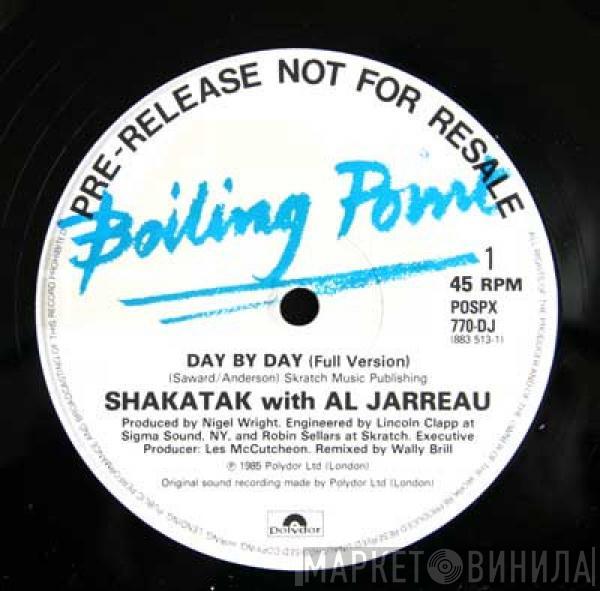 PRE-RELEASE NOT FOR RESALE
Boiling Point
1
45 RPM
POSPX
770-DJ
(883 513-1)
DAY BY DAY (Full Version)
(Saward/Anderson) Skratch Music Publishing
SHAKATAK with AL JARREAU
Produced by Nigel Wright. Engineered by Lincoln Clapp at
Sigma Sound, NY, and Robin Sellars at Skratch. Executive
Producer: Les McCutcheon. Remixed by Wally Brill
℗ 1985 Polydor Ltd (London)
Original sound recording made by Polydor Ltd (London)
polydor
МАРКЕТ ВИНИЛА